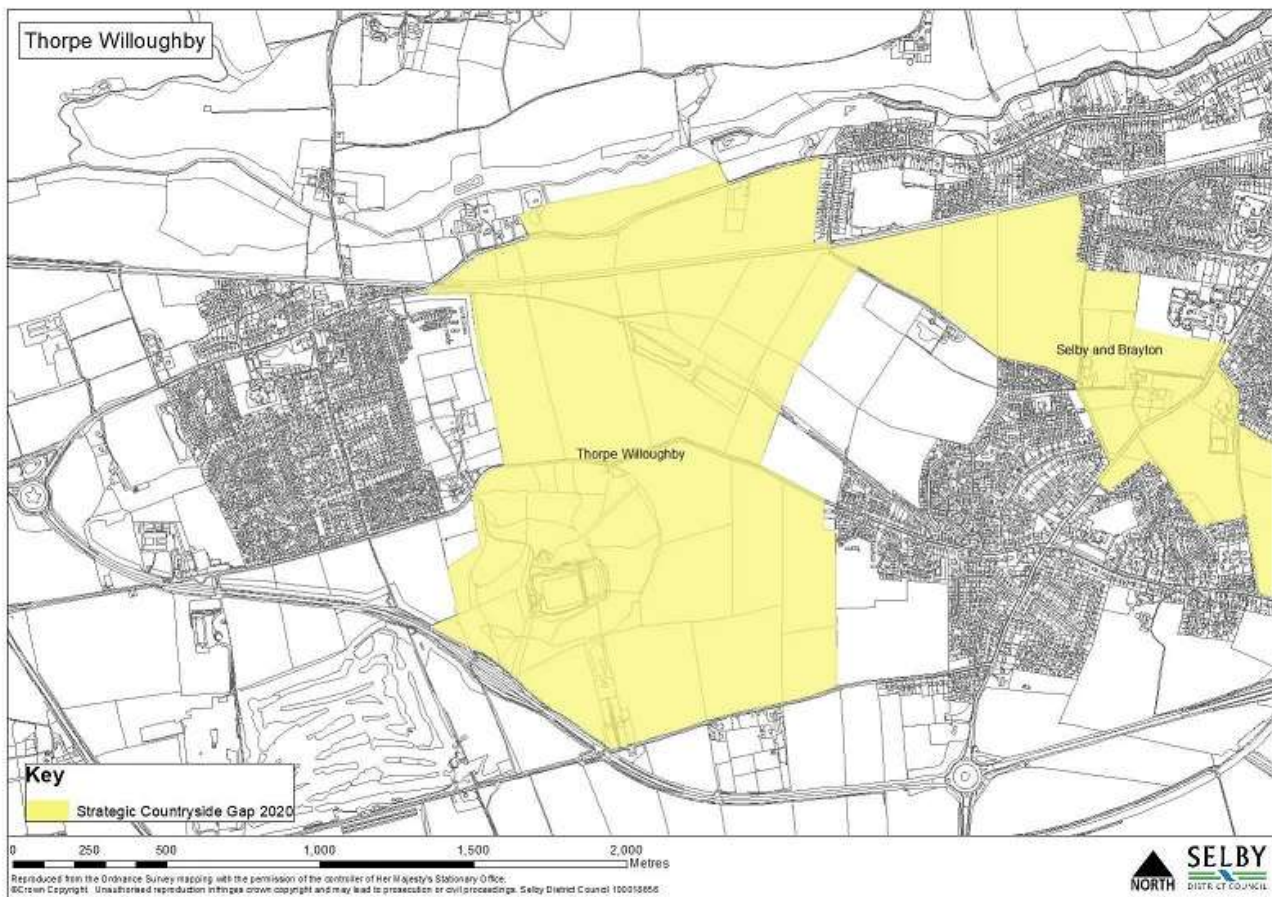 Thorpe Willoughby
Selby and Brayton
Thorpe Willoughby
Key
Strategic Countryside Gap 2020
0 250 500 1,000 1,500 2,000
Metres
Reproduced from the Ordnance Survey mapping with the permission of the controller of Her Majesty's Stationary Office.
©Crown Copyright. Unauthorised reproduction infringes crown copyright and may lead to prosecution or civil proceedings. Selby District Council 100018656
NORTH
SELBY
DISTRICT COUNCIL